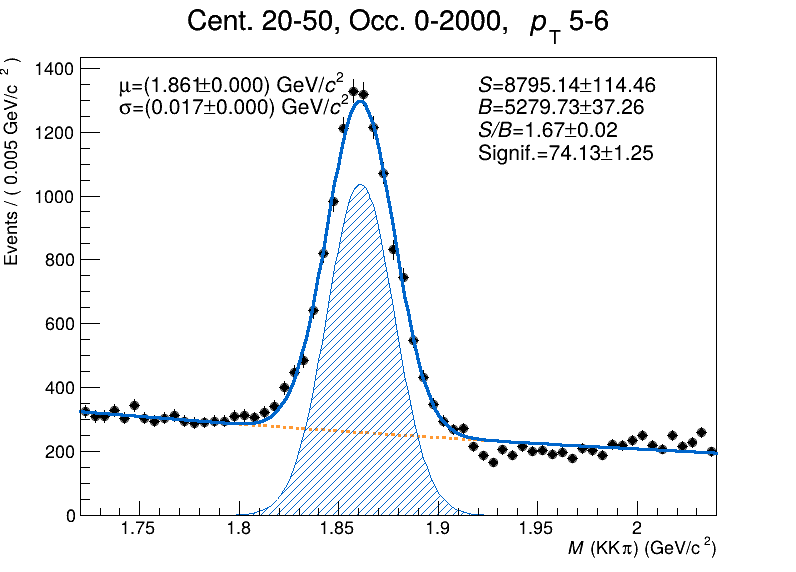 Cent. 20-50, Occ. 0-2000, pT 5-6
μ=(1.861±0.000) GeV/c²
σ=(0.017±0.000) GeV/c²
S=8795.14±114.46
B=5279.73±37.26
S/B=1.67±0.02
Signif.=74.13±1.25
Events / ( 0.005 GeV/c ² )
1400
1200
1000
800
600
400
200
0
1.75 1.8 1.85 1.9 1.95 2
M (KKπ) (GeV/c²)